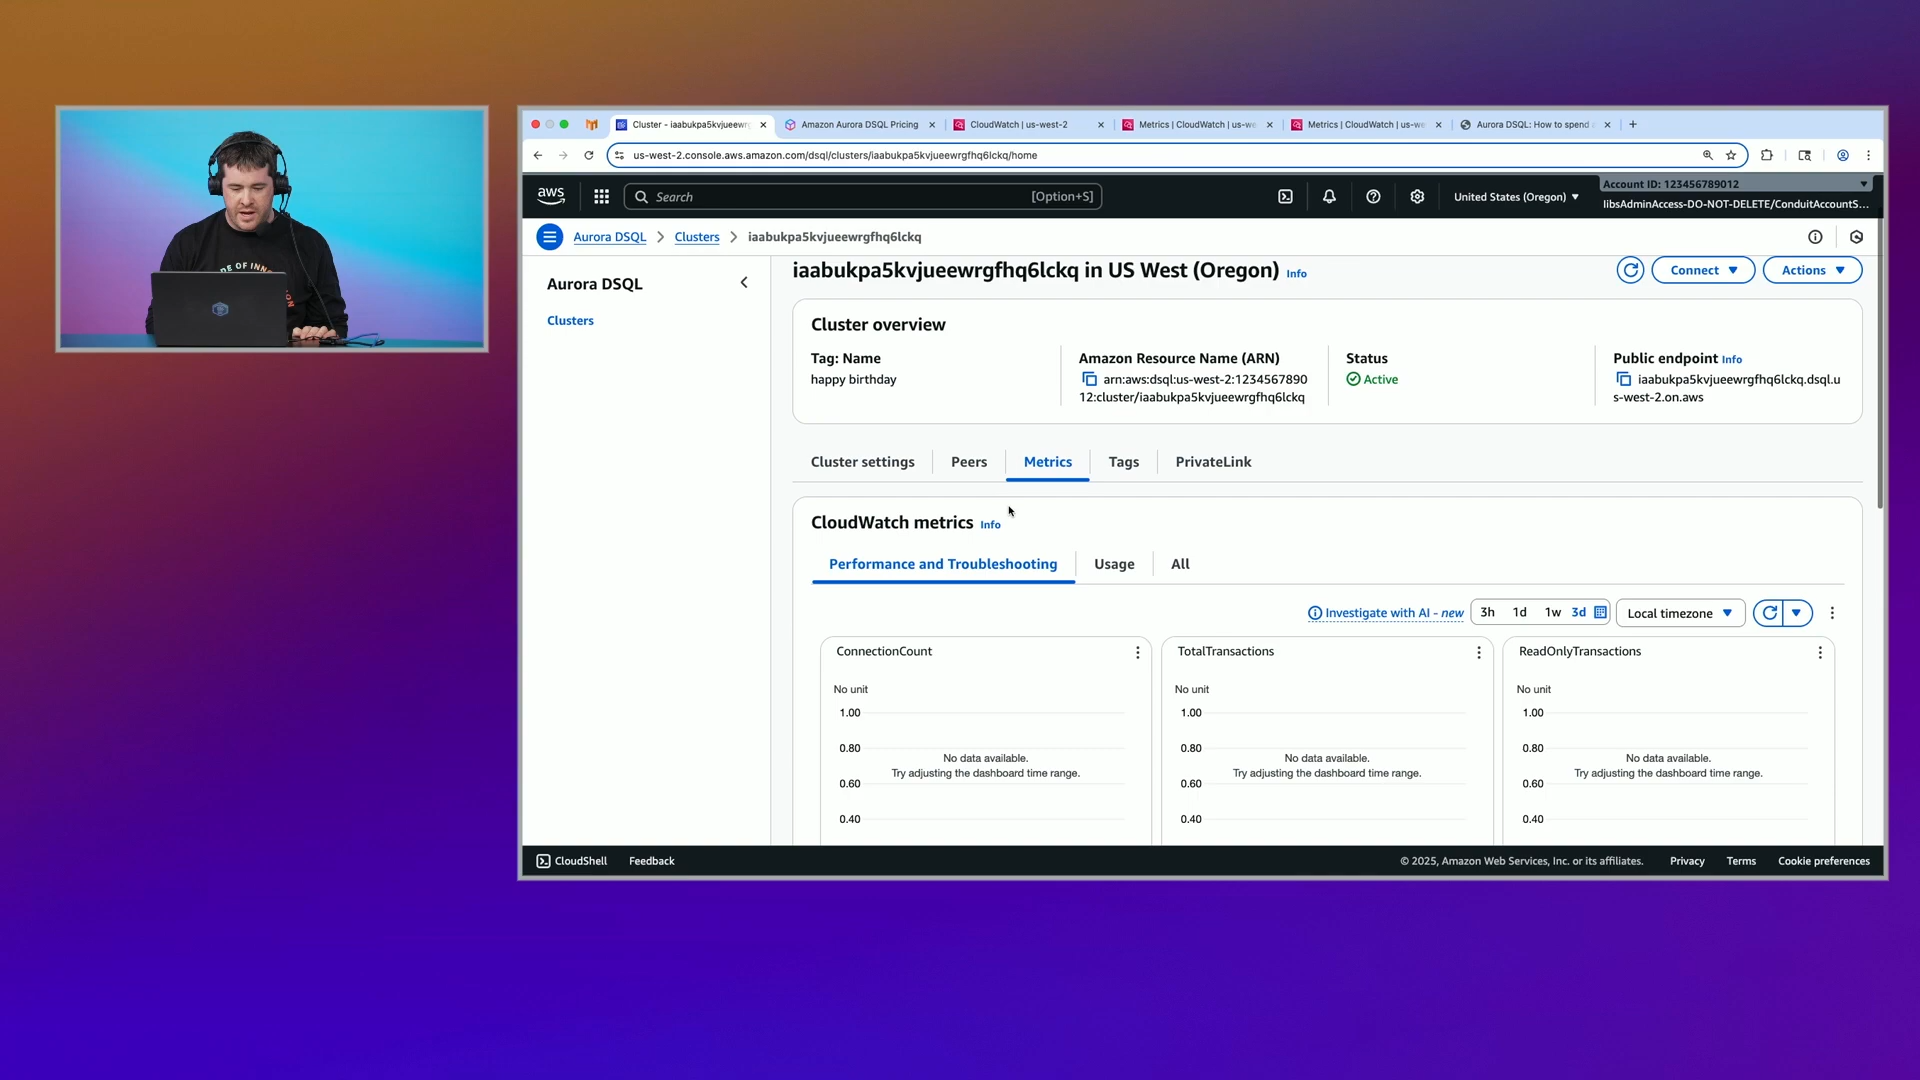 Cluster - iaabukpa5kvjueewrg
Amazon Aurora DSQL Pricing
CloudWatch | us-west-2
Metrics | CloudWatch | us-we
Metrics | CloudWatch | us-we
Aurora DSQL: How to spend
us-west-2.console.aws.amazon.com/dsql/clusters/iaabukpa5kvjueewrgfhq6lckq/home
aws
Search
[Option+S]
United States (Oregon)
Account ID: 123456789012
libsAdminAccess-DO-NOT-DELETE/ConduitAccountS...
Aurora DSQL
Clusters
iaabukpa5kvjueewrgfhq6lckq
Aurora DSQL
Clusters
iaabukpa5kvjueewrgfhq6lckq in US West (Oregon) Info
Connect
Actions
Cluster overview
Tag: Name
happy birthday
Amazon Resource Name (ARN)
arn:aws:dsql:us-west-2:1234567890
12:cluster/iaabukpa5kvjueewrgfhq6lckq
Status
Active
Public endpoint Info
iaabukpa5kvjueewrgfhq6lckq.dsql.u
s-west-2.on.aws
Cluster settings
Peers
Metrics
Tags
PrivateLink
CloudWatch metrics Info
Performance and Troubleshooting
Usage
All
Investigate with AI - new
3h
1d
1w
3d
Local timezone
ConnectionCount
No unit
1.00
0.80
No data available.
Try adjusting the dashboard time range.
0.60
0.40
TotalTransactions
No unit
1.00
0.80
No data available.
Try adjusting the dashboard time range.
0.60
0.40
ReadOnlyTransactions
No unit
1.00
0.80
No data available.
Try adjusting the dashboard time range.
0.60
0.40
CloudShell
Feedback
© 2025, Amazon Web Services, Inc. or its affiliates.
Privacy
Terms
Cookie preferences